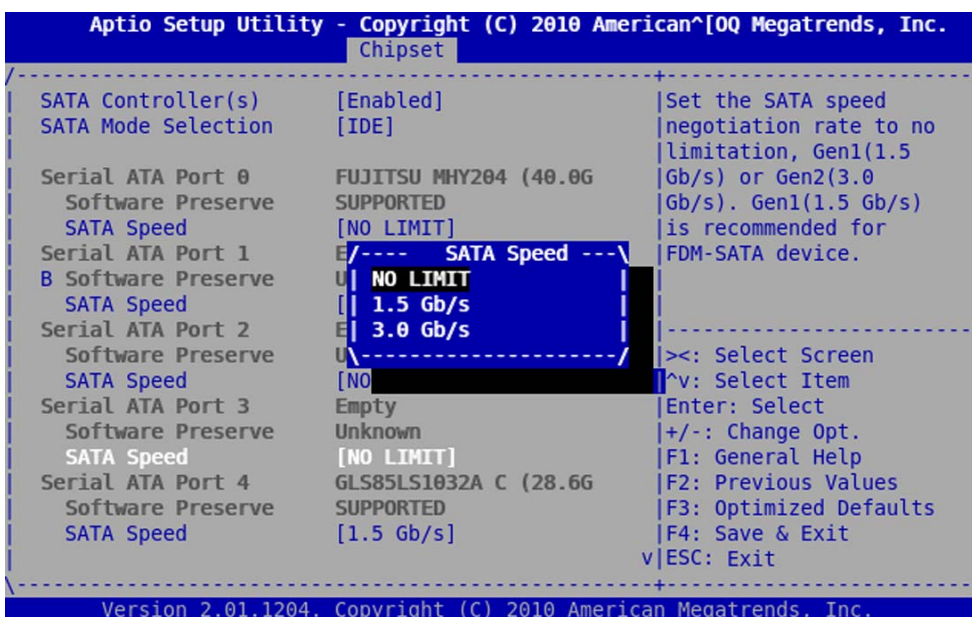 Aptio Setup Utility - Copyright (C) 2010 American^[OQ Megatrends, Inc.
Chipset
/-----------------------------------------------------+--------------------------
| SATA Controller(s) [Enabled] |Set the SATA speed
| SATA Mode Selection [IDE] |negotiation rate to no
| |limitation, Gen1(1.5
| Serial ATA Port 0 FUJITSU MHY204 (40.0G |Gb/s) or Gen2(3.0
| Software Preserve SUPPORTED |Gb/s). Gen1(1.5 Gb/s)
| SATA Speed [NO LIMIT] |is recommended for
| Serial ATA Port 1 E/---- SATA Speed ---\ |FDM-SATA device.
| B Software Preserve U| NO LIMIT | |
| SATA Speed [| 1.5 Gb/s | |
| Serial ATA Port 2 E| 3.0 Gb/s | |--------------------------
| Software Preserve U\---------------------/ |><: Select Screen
| SATA Speed [NO |^v: Select Item
| Serial ATA Port 3 Empty |Enter: Select
| Software Preserve Unknown |+/-: Change Opt.
| SATA Speed [NO LIMIT] |F1: General Help
| Serial ATA Port 4 GLS85LS1032A C (28.6G |F2: Previous Values
| Software Preserve SUPPORTED |F3: Optimized Defaults
| SATA Speed [1.5 Gb/s] |F4: Save & Exit
| v|ESC: Exit
\-----------------------------------------------------+--------------------------
Version 2.01.1204. Copyright (C) 2010 American Megatrends, Inc.